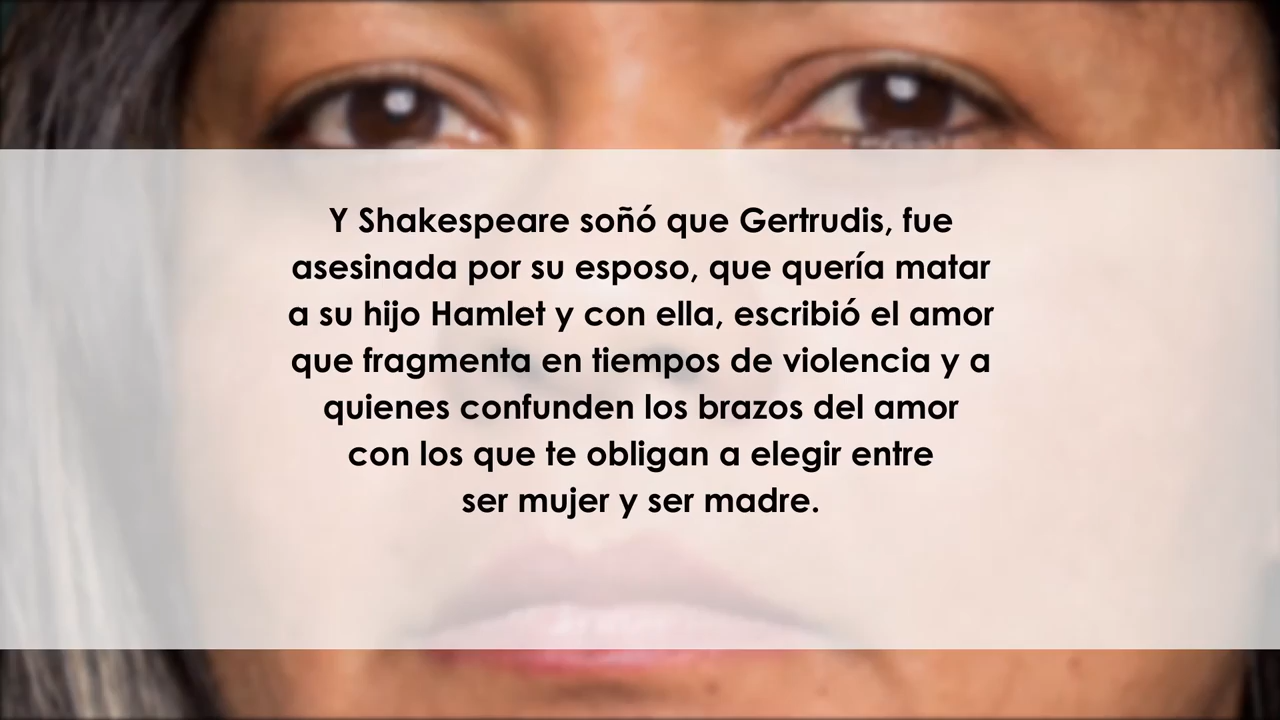 Y Shakespeare soñó que Gertrudis, fue
asesinada por su esposo, que quería matar
a su hijo Hamlet y con ella, escribió el amor
que fragmenta en tiempos de violencia y a
quienes confunden los brazos del amor
con los que te obligan a elegir entre
ser mujer y ser madre.